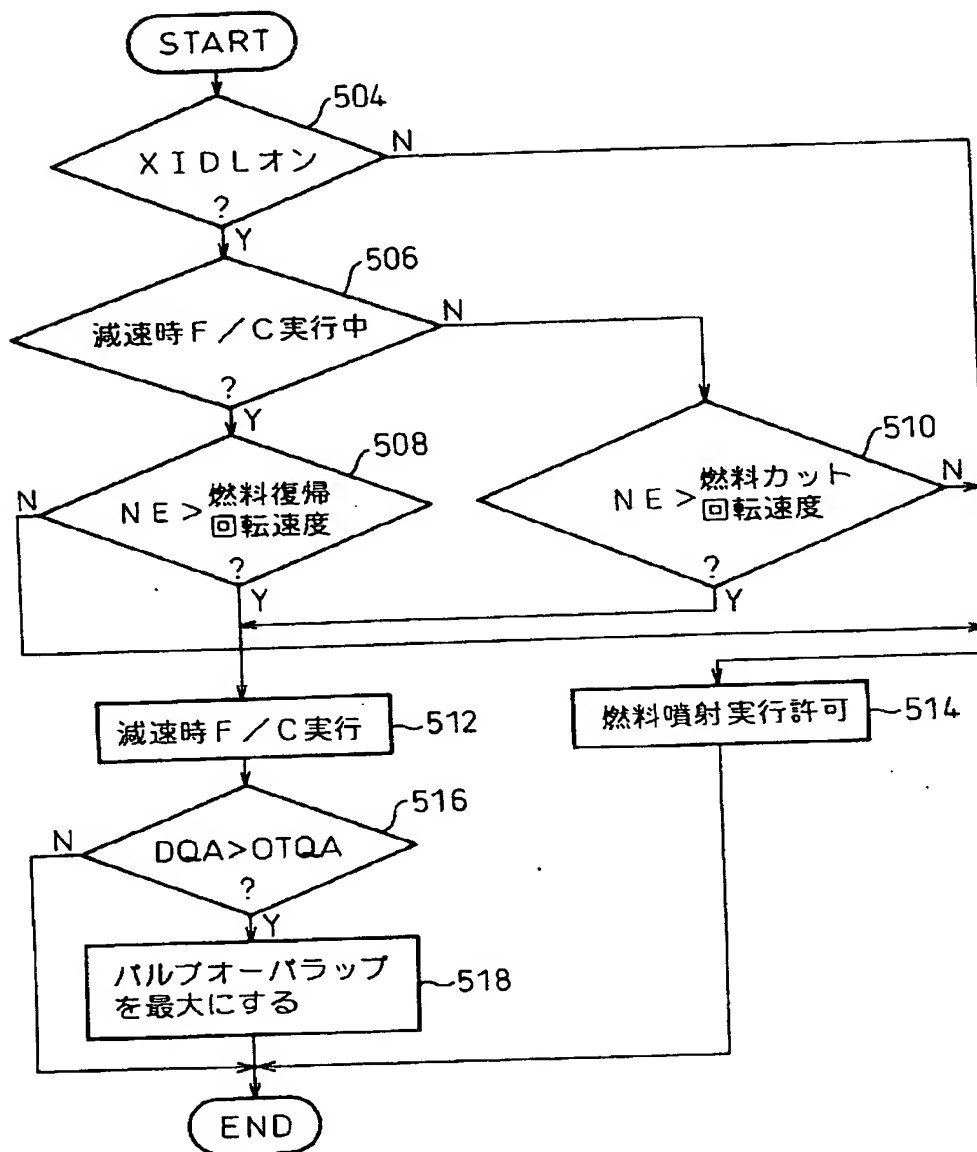 START
504
XIDLオン
N
?
Y
506
減速時F/C実行中
N
?
Y
508
510
N
NE>燃料復帰
回転速度
NE>燃料カット
回転速度
N
?
Y
?
Y
減速時F/C実行
512
燃料噴射実行許可
514
516
N
DQA>OTQA
?
Y
バルブオーバラップ
を最大にする
518
END